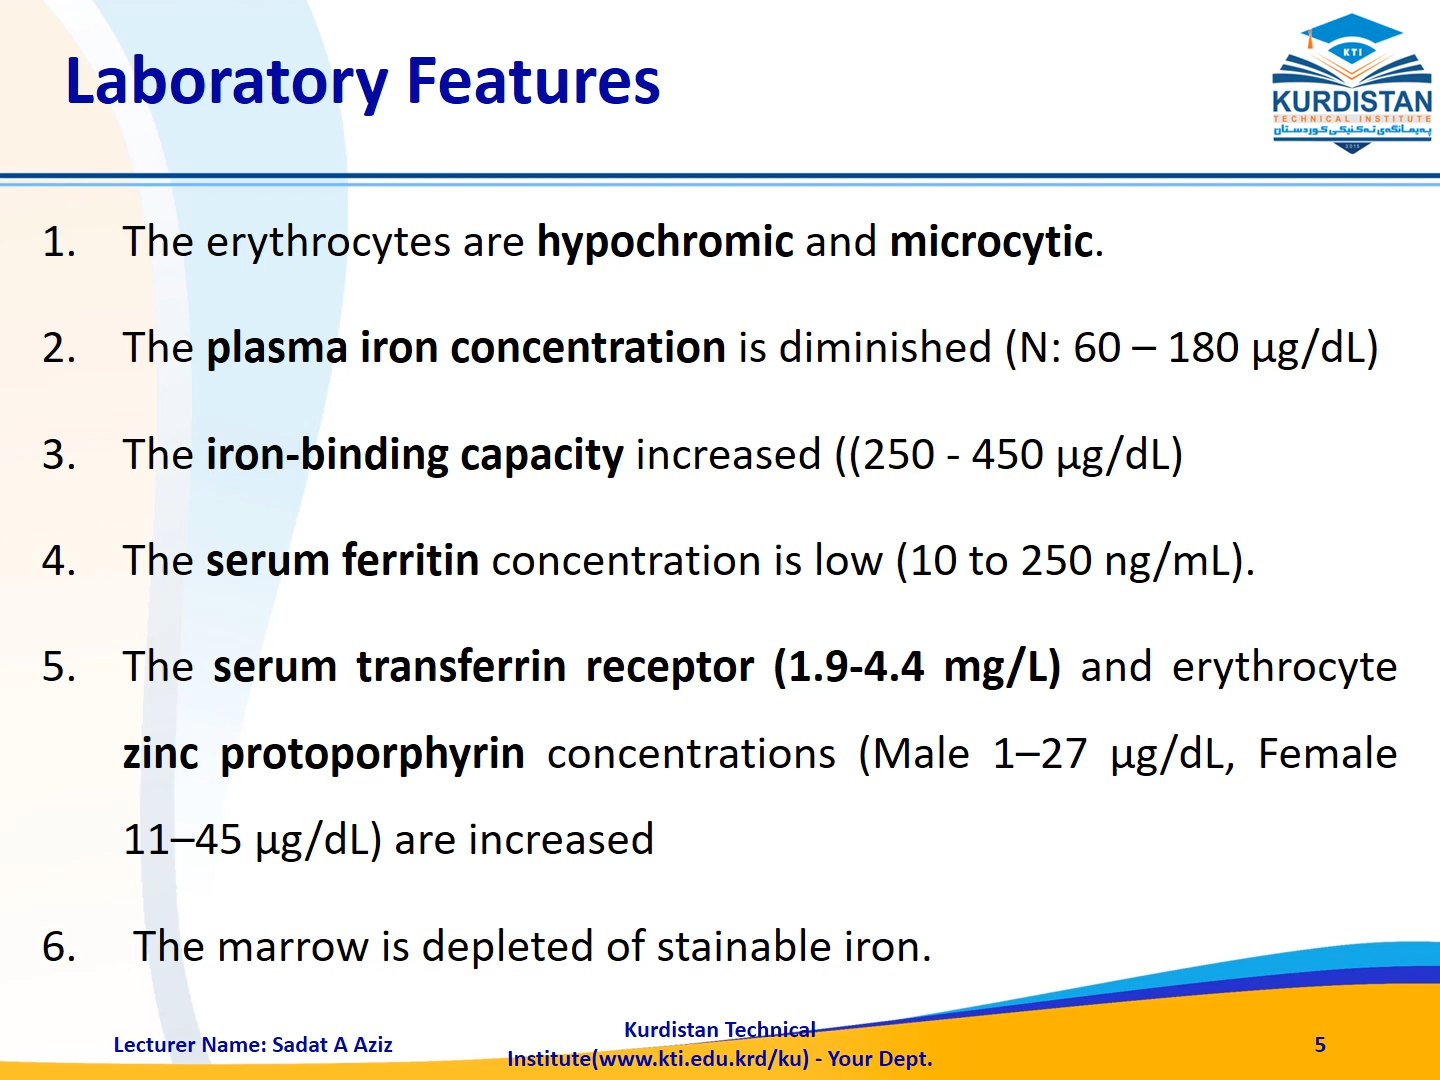 Laboratory Features
KTI
KURDISTAN
TECHNICAL INSTITUTE
پەیمانگەی تەکنیکی کوردستان
1. The erythrocytes are hypochromic and microcytic.
2. The plasma iron concentration is diminished (N: 60 – 180 µg/dL)
3. The iron-binding capacity increased ((250 - 450 µg/dL)
4. The serum ferritin concentration is low (10 to 250 ng/mL).
5. The serum transferrin receptor (1.9-4.4 mg/L) and erythrocyte
zinc protoporphyrin concentrations (Male 1–27 µg/dL, Female
11–45 µg/dL) are increased
6. The marrow is depleted of stainable iron.
Lecturer Name: Sadat A Aziz
Kurdistan Technical
Institute(www.kti.edu.krd/ku) - Your Dept.
5